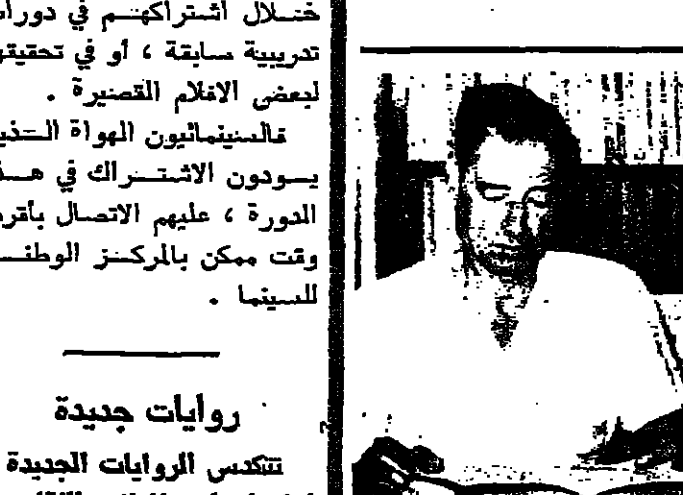 خلال اشتراكهم في دورات
تدريبية سابقة ، أو في تحقيقهم
لبعض الافلام القصيرة .
فالسينمائيون الهواة الذين
يودون الاشتراك في هذه
الدورة ، عليهم الاتصال بأقرب
وقت ممكن بالمركز الوطني
للسينما .
روايات جديدة
تتكدس الروايات الجديدة